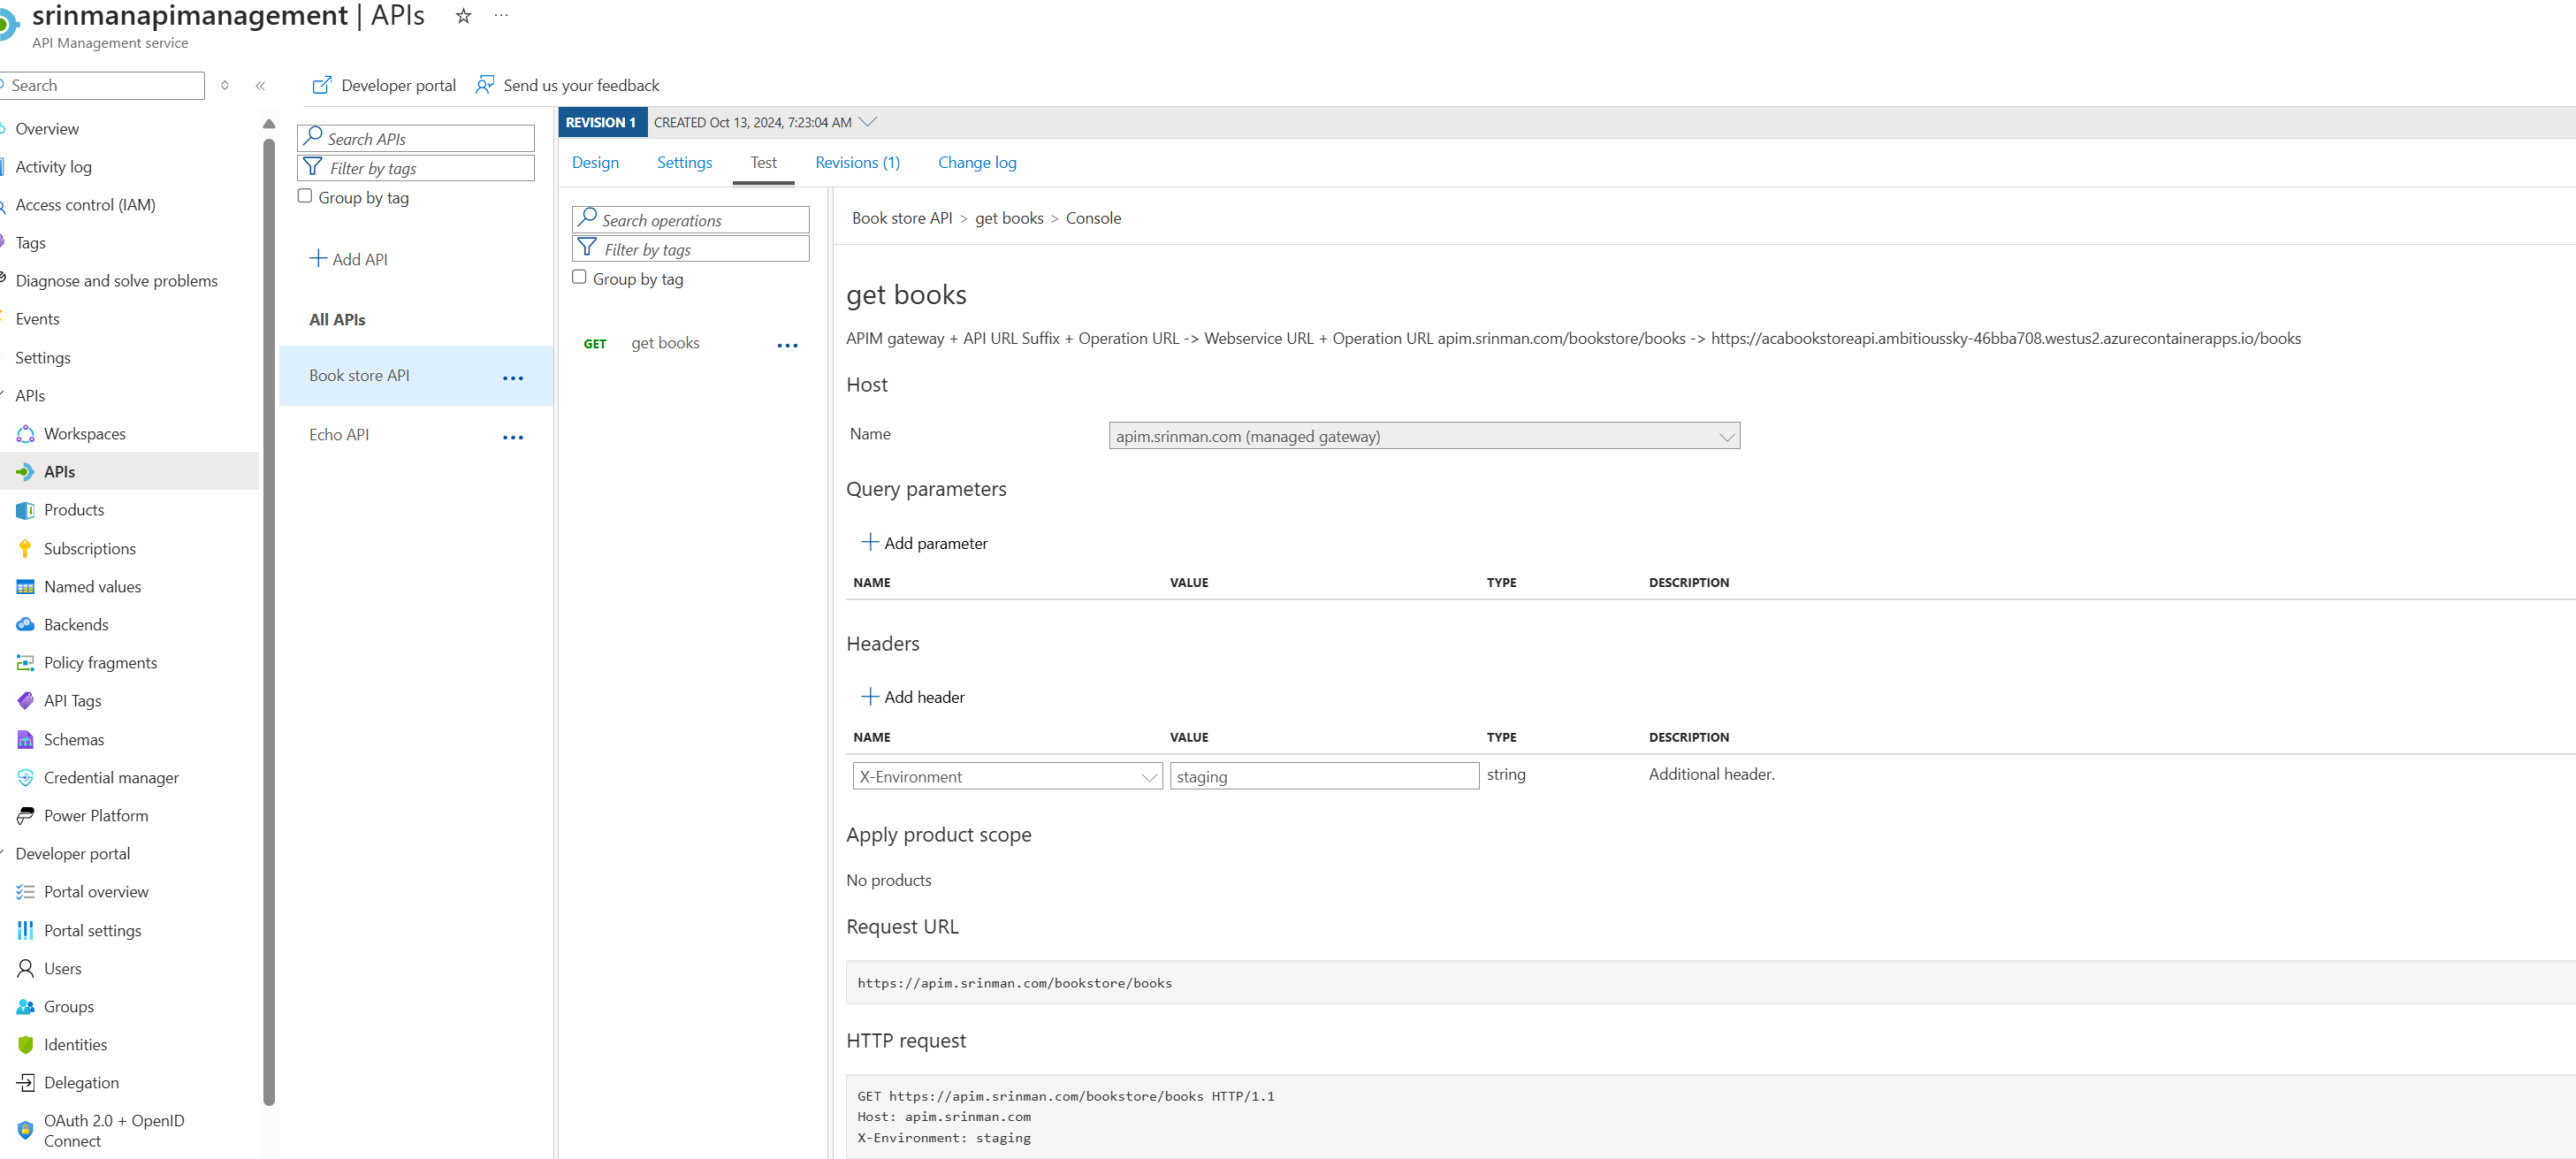 srinmanapimanagement | APIs
API Management service
Search
Developer portal
Send us your feedback
Overview
Activity log
Access control (IAM)
Tags
Diagnose and solve problems
Events
Settings
APIs
Workspaces
APIs
Products
Subscriptions
Named values
Backends
Policy fragments
API Tags
Schemas
Credential manager
Power Platform
Developer portal
Portal overview
Portal settings
Users
Groups
Identities
Delegation
OAuth 2.0 + OpenID
Connect
Search APIs
Filter by tags
Group by tag
Add API
All APIs
Book store API
Echo API
REVISION 1 CREATED Oct 13, 2024, 7:23:04 AM
Design Settings Test Revisions (1) Change log
Search operations
Filter by tags
Group by tag
GET get books
Book store API > get books > Console
get books
APIM gateway + API URL Suffix + Operation URL -> Webservice URL + Operation URL apim.srinman.com/bookstore/books -> https://acabookstoreapi.ambitioussky-46bba708.westus2.azurecontainerapps.io/books
Host
Name apim.srinman.com (managed gateway)
Query parameters
Add parameter
NAME VALUE TYPE DESCRIPTION
Headers
Add header
NAME VALUE TYPE DESCRIPTION
X-Environment staging string Additional header.
Apply product scope
No products
Request URL
https://apim.srinman.com/bookstore/books
HTTP request
GET https://apim.srinman.com/bookstore/books HTTP/1.1
Host: apim.srinman.com
X-Environment: staging